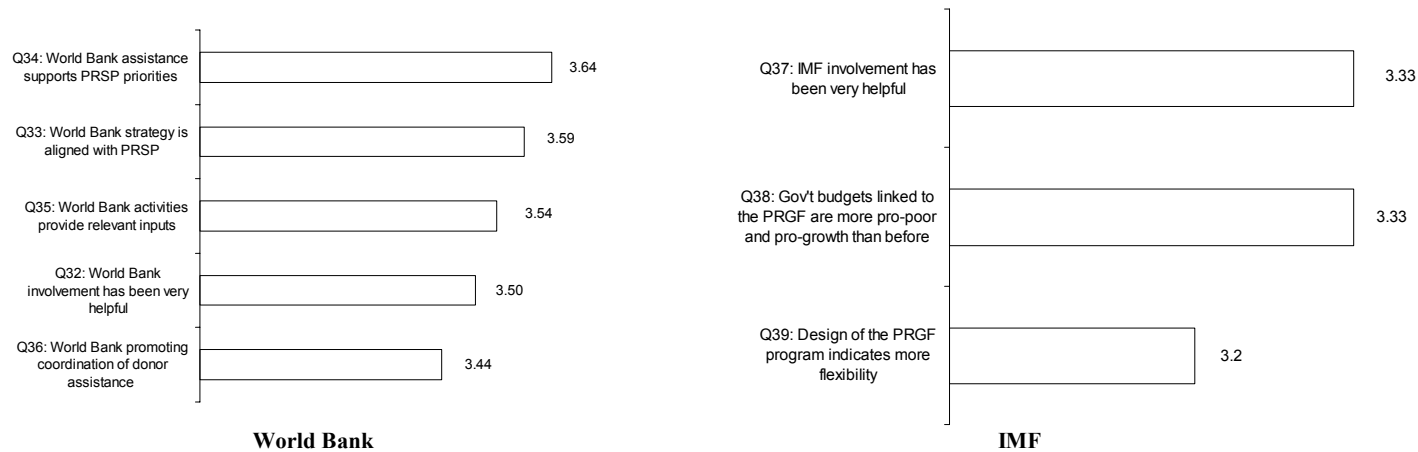 Q34: World Bank assistance
supports PRSP priorities
3.64
Q33: World Bank strategy is
aligned with PRSP
3.59
Q35: World Bank activities
provide relevant inputs
3.54
Q32: World Bank
involvement has been very
helpful
3.50
Q36: World Bank promoting
coordination of donor
assistance
3.44
World Bank
Q37: IMF involvement has
been very helpful
3.33
Q38: Gov't budgets linked to
the PRGF are more pro-poor
and pro-growth than before
3.33
Q39: Design of the PRGF
program indicates more
flexibility
3.2
IMF